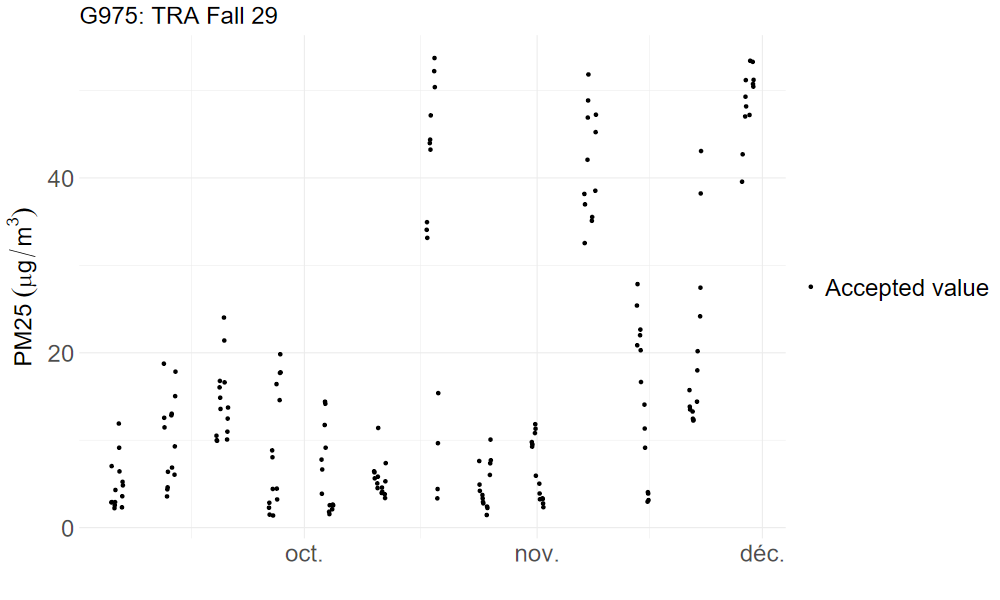 G975: TRA Fall 29
PM25 (μg/m³)
40
20
0
oct.
nov.
déc.
Accepted value